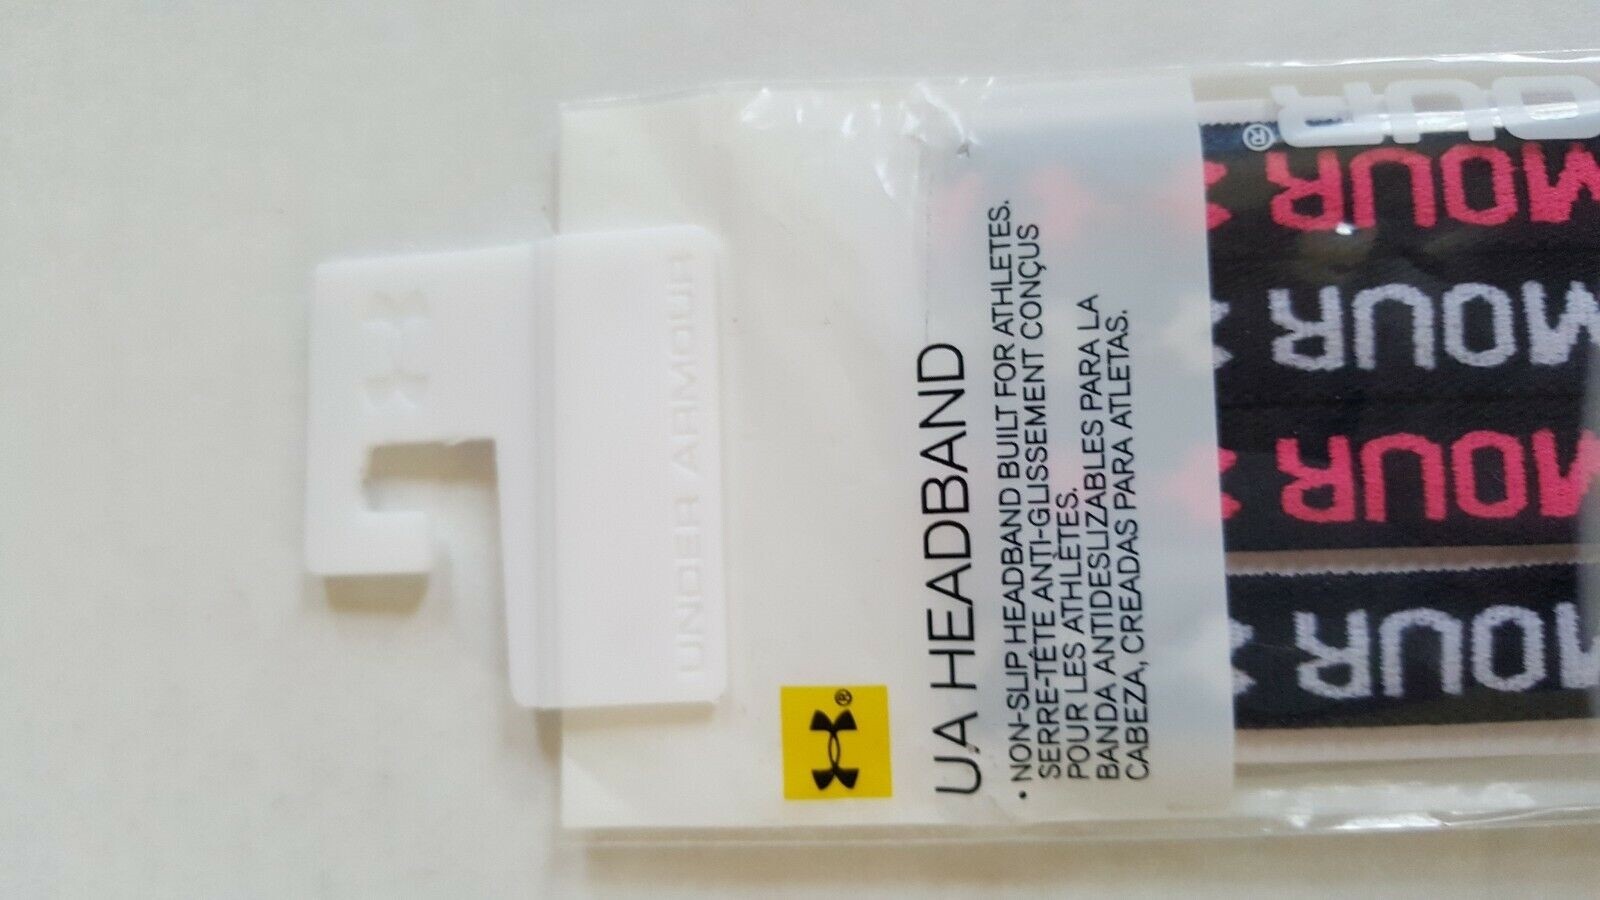 UNDER ARMOUR
®
UA HEADBAND
• NON-SLIP HEADBAND BUILT FOR ATHLETES.
SERRE-TÊTE ANTI-GLISSEMENT CONÇUS
POUR LES ATHLÈTES.
BANDA ANTIDESLIZABLES PARA LA
CABEZA, CREADAS PARA ATLETAS.
OUR®
MOUR
MOUR
MOUR
MOUR